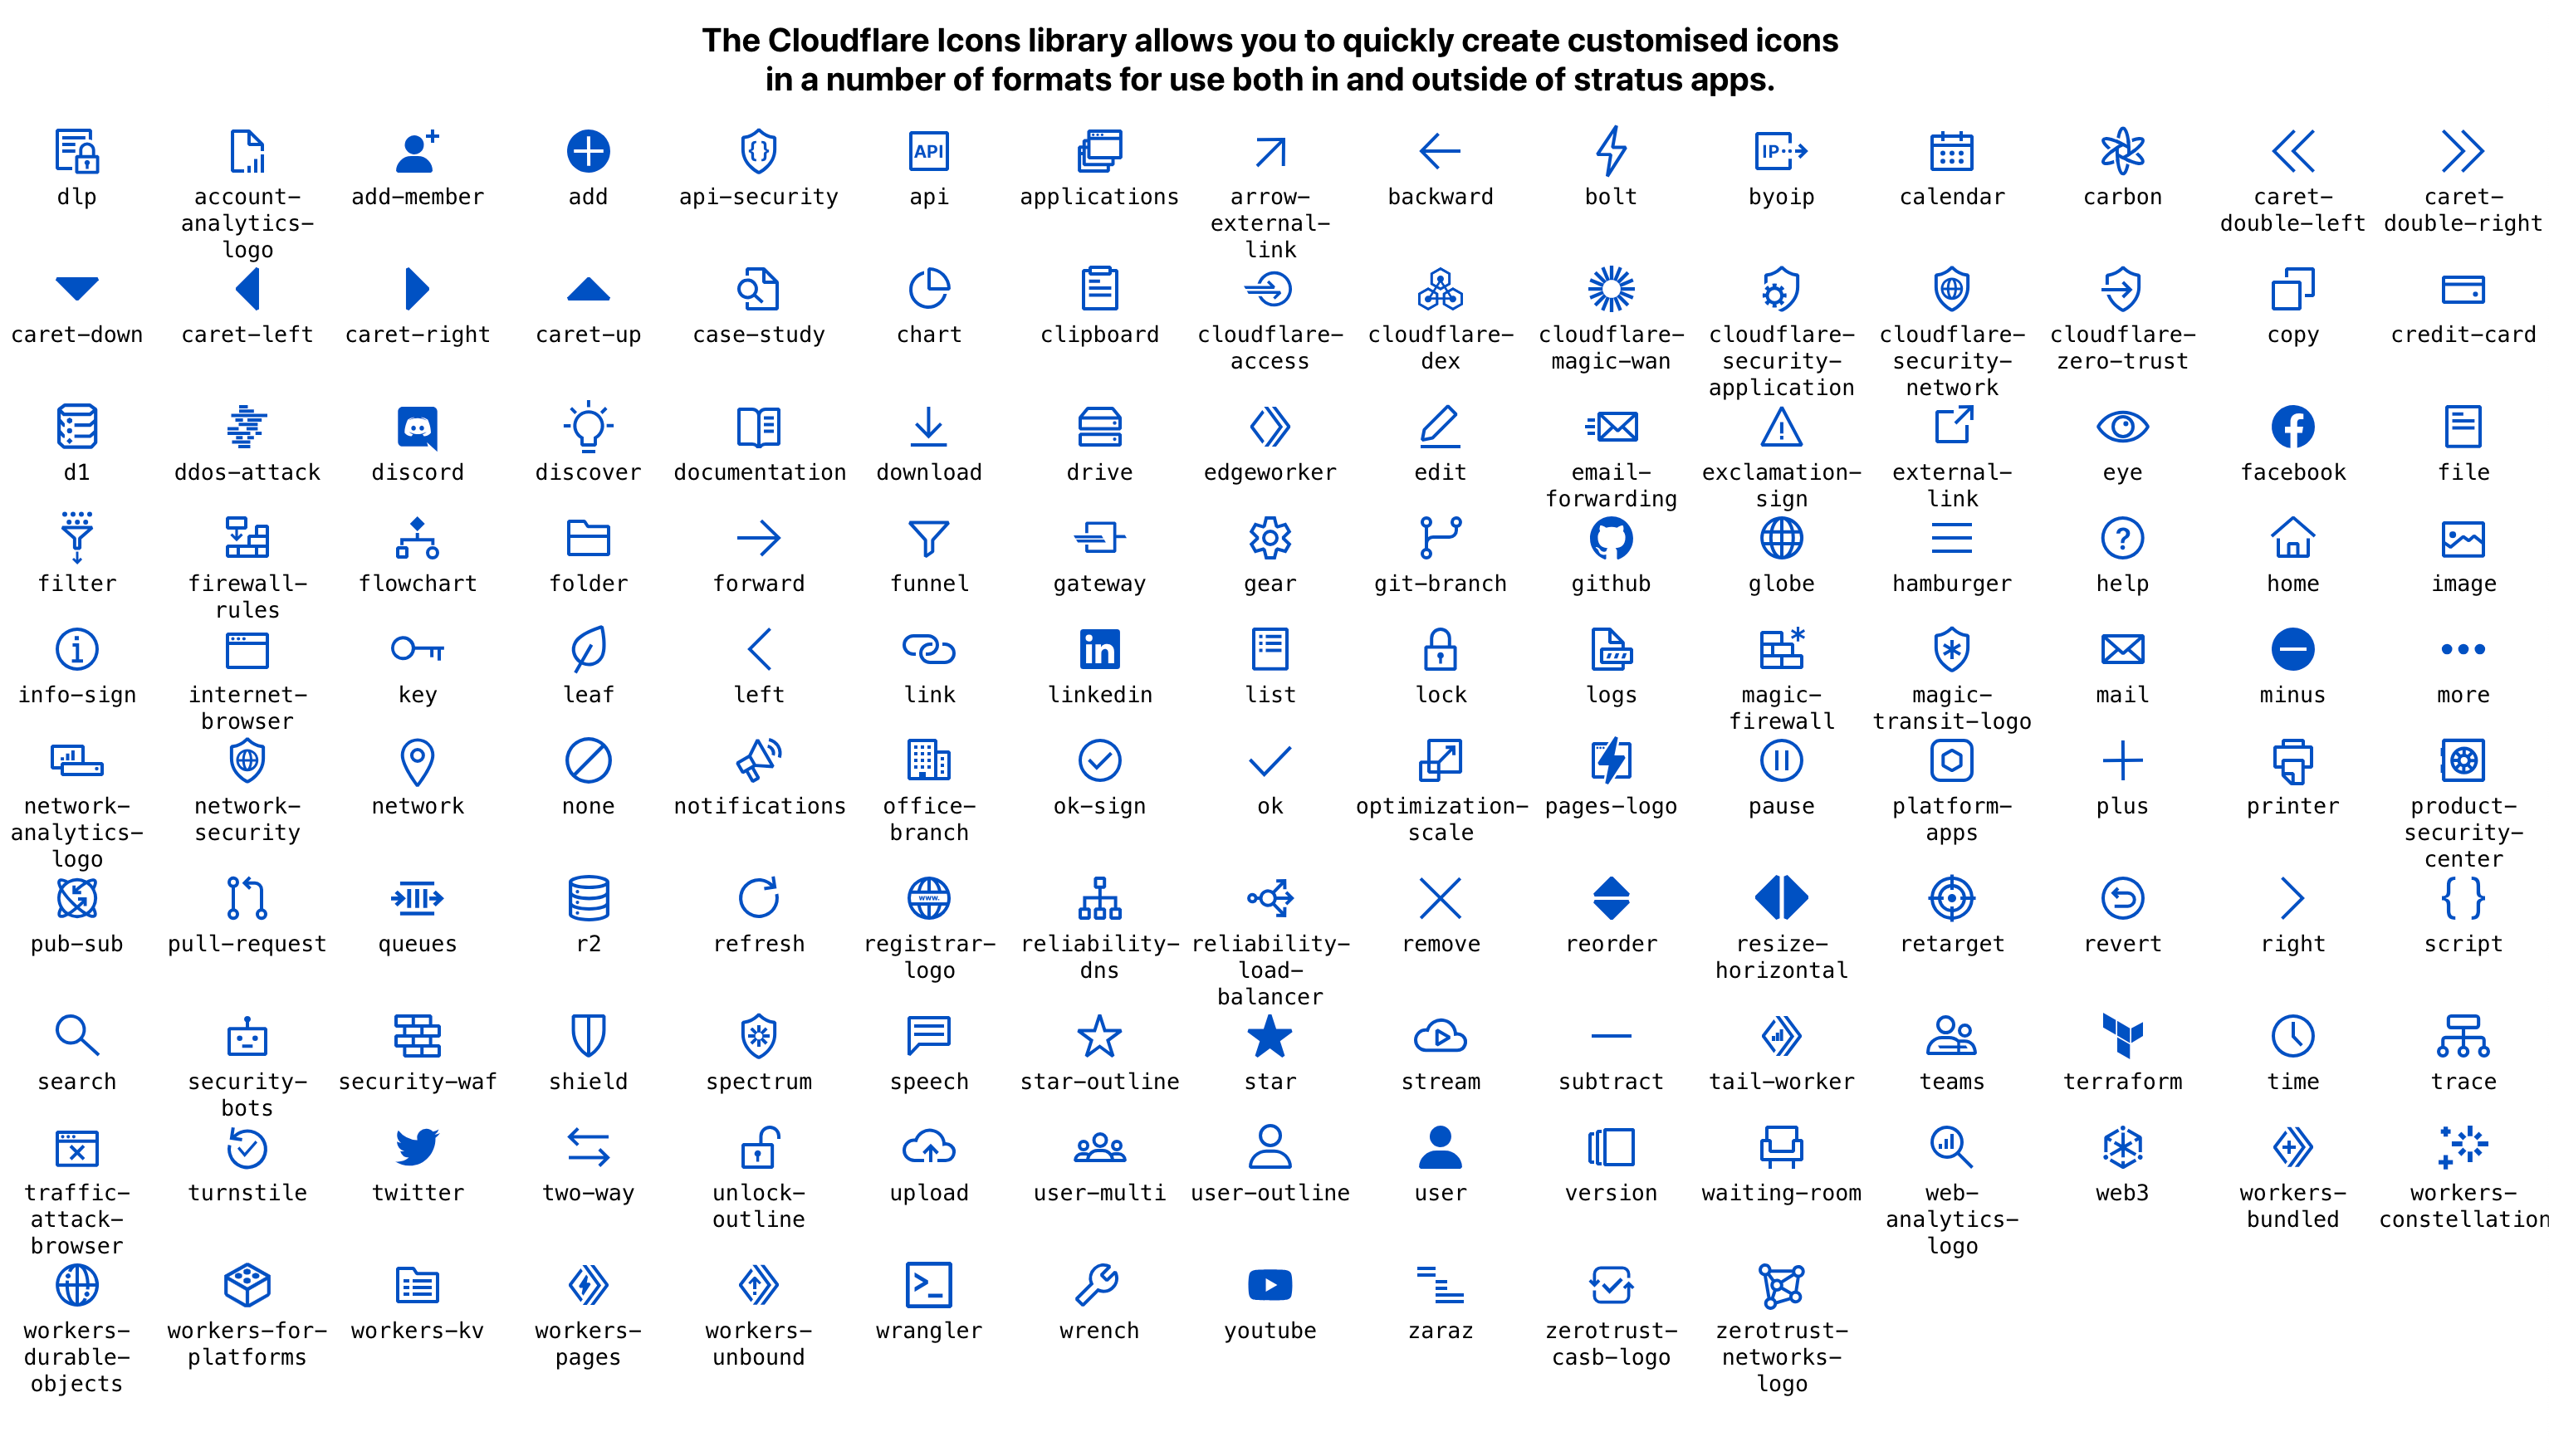 The Cloudflare Icons library allows you to quickly create customised icons
in a number of formats for use both in and outside of stratus apps.
API
IP
dlp
account-
analytics-
logo
add-member
add
api-security
api
applications
arrow-
external-
link
backward
bolt
byoip
calendar
carbon
caret-
double-left
caret-
double-right
caret-down
caret-left
caret-right
caret-up
case-study
chart
clipboard
cloudflare-
access
cloudflare-
dex
cloudflare-
magic-wan
cloudflare-
security-
application
cloudflare-
security-
network
cloudflare-
zero-trust
copy
credit-card
d1
ddos-attack
discord
discover
documentation
download
drive
edgeworker
edit
email-
forwarding
exclamation-
sign
external-
link
eye
facebook
file
filter
firewall-
rules
flowchart
folder
forward
funnel
gateway
gear
git-branch
github
globe
hamburger
help
home
image
in
info-sign
internet-
browser
key
leaf
left
link
linkedin
list
lock
logs
magic-
firewall
magic-
transit-logo
mail
minus
more
network-
analytics-
logo
network-
security
network
none
notifications
office-
branch
ok-sign
ok
optimization-
scale
pages-logo
pause
platform-
apps
plus
printer
product-
security-
center
www.
pub-sub
pull-request
queues
r2
refresh
registrar-
logo
reliability-
dns
reliability-
load-
balancer
remove
reorder
resize-
horizontal
retarget
revert
right
script
search
security-
bots
security-waf
shield
spectrum
speech
star-outline
star
stream
subtract
tail-worker
teams
terraform
time
trace
traffic-
attack-
browser
turnstile
twitter
two-way
unlock-
outline
upload
user-multi
user-outline
user
version
waiting-room
web-
analytics-
logo
web3
workers-
bundled
workers-
constellation
workers-
durable-
objects
workers-for-
platforms
workers-kv
workers-
pages
workers-
unbound
wrangler
wrench
youtube
zaraz
zerotrust-
casb-logo
zerotrust-
networks-
logo